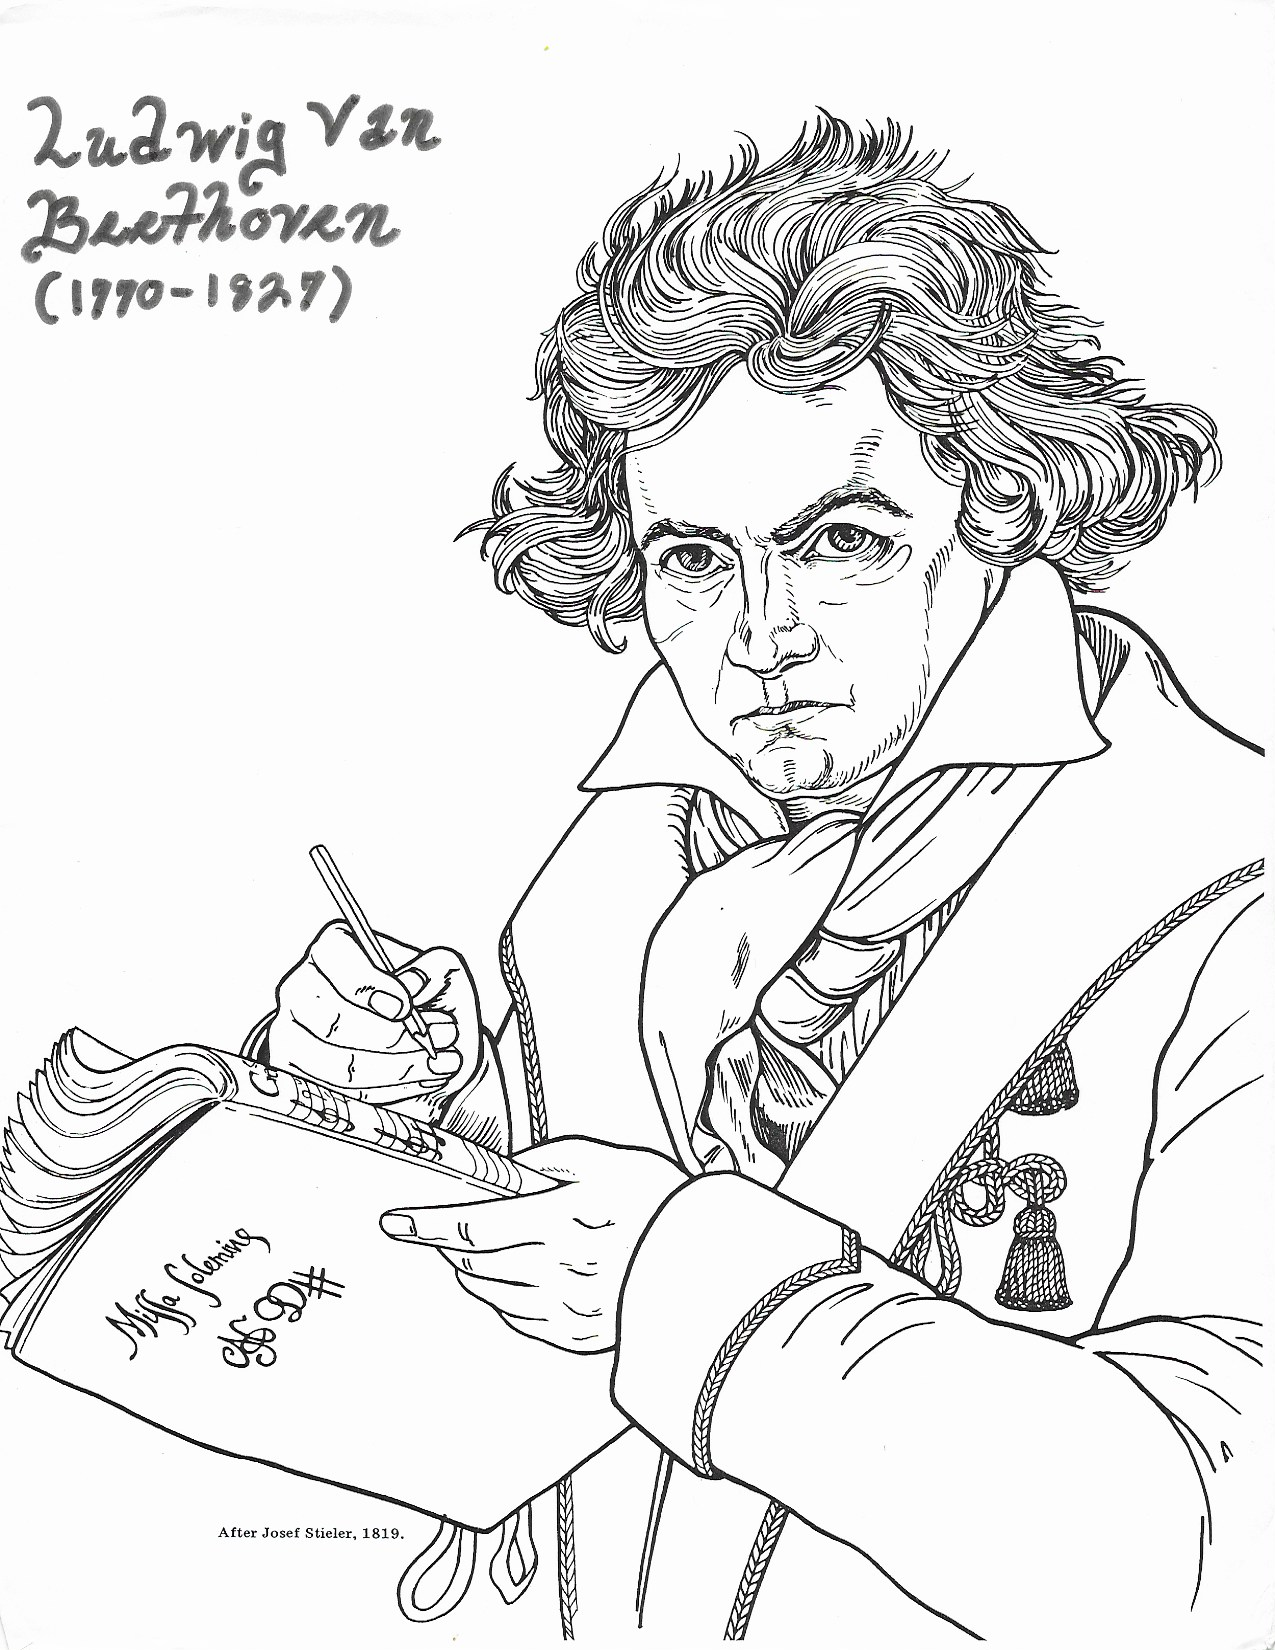 Ludwig Van
Beethoven
(1770-1827)
Missa Solemnis
D#
After Josef Stieler, 1819.